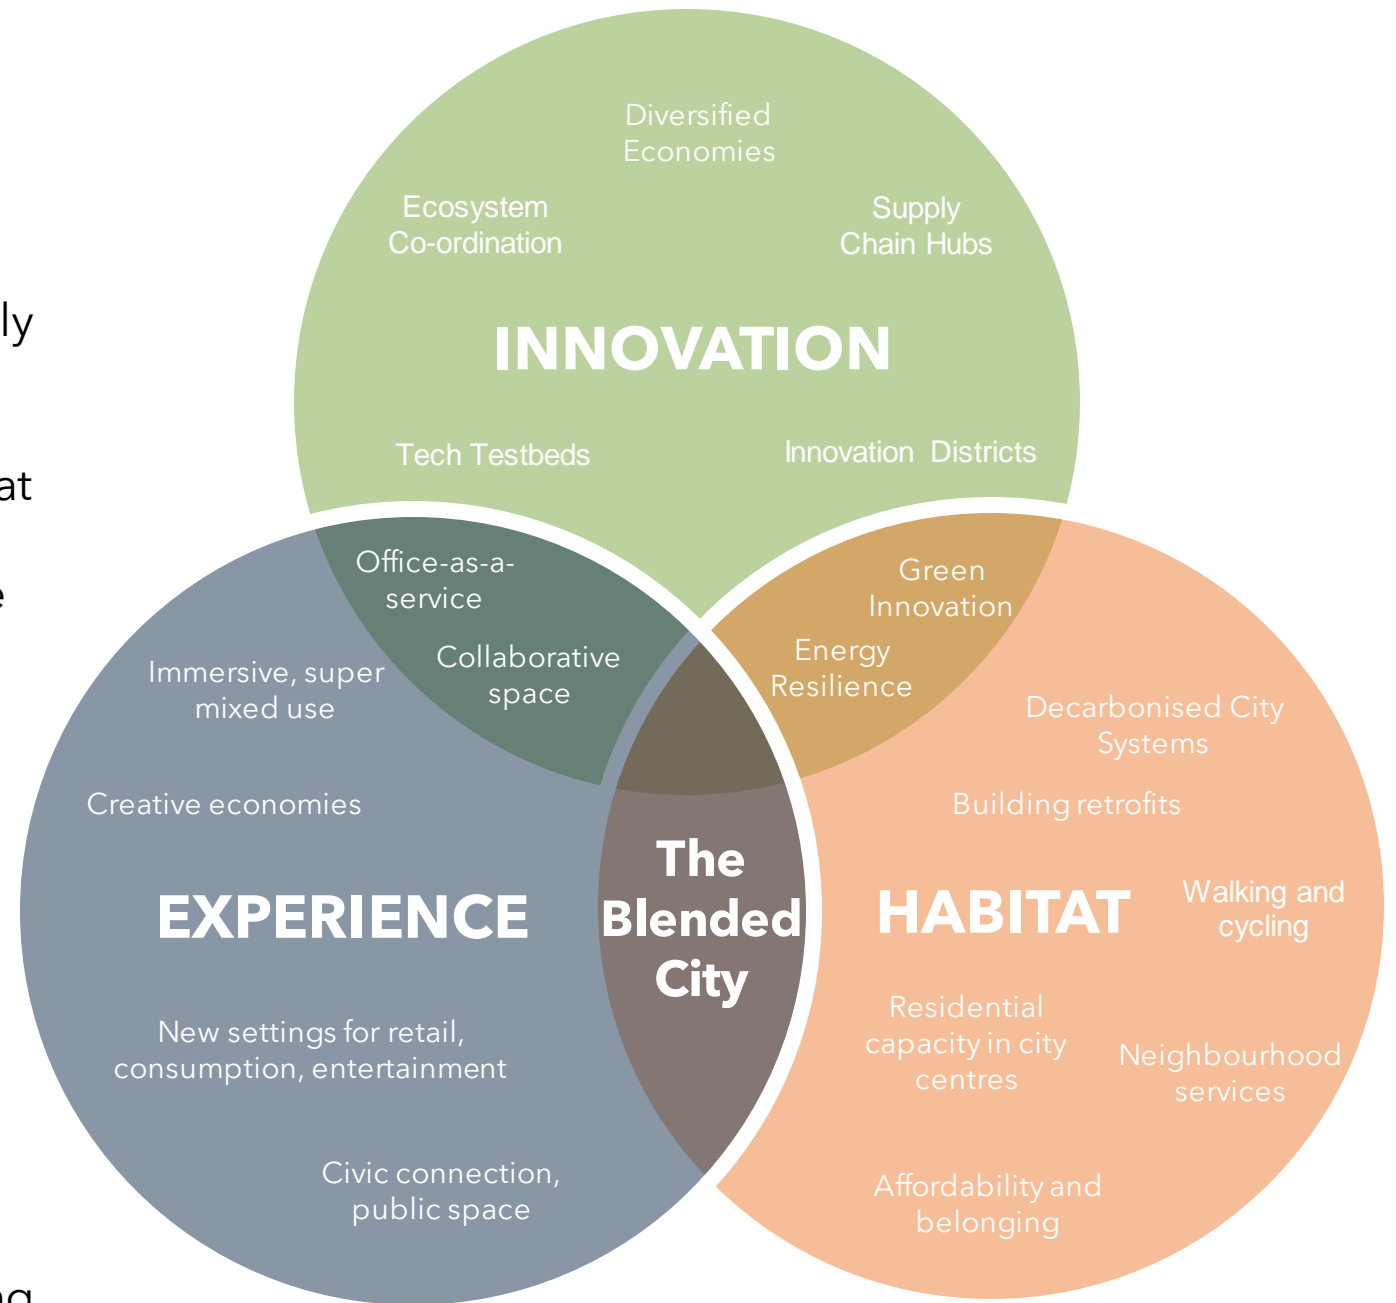 Diversified
Economies
Ecosystem
Co-ordination
Supply
Chain Hubs
ly
INNOVATION
Tech Testbeds
Innovation Districts
at
Office-as-a-
service
Green
Innovation
e
Collaborative
space
Energy
Resilience
Immersive, super
mixed use
Decarbonised City
Systems
Creative economies
Building retrofits
The
Blended
City
EXPERIENCE
HABITAT
Walking and
cycling
New settings for retail,
consumption, entertainment
Residential
capacity in city
centres
Neighbourhood
services
Civic connection,
public space
Affordability and
belonging
ng